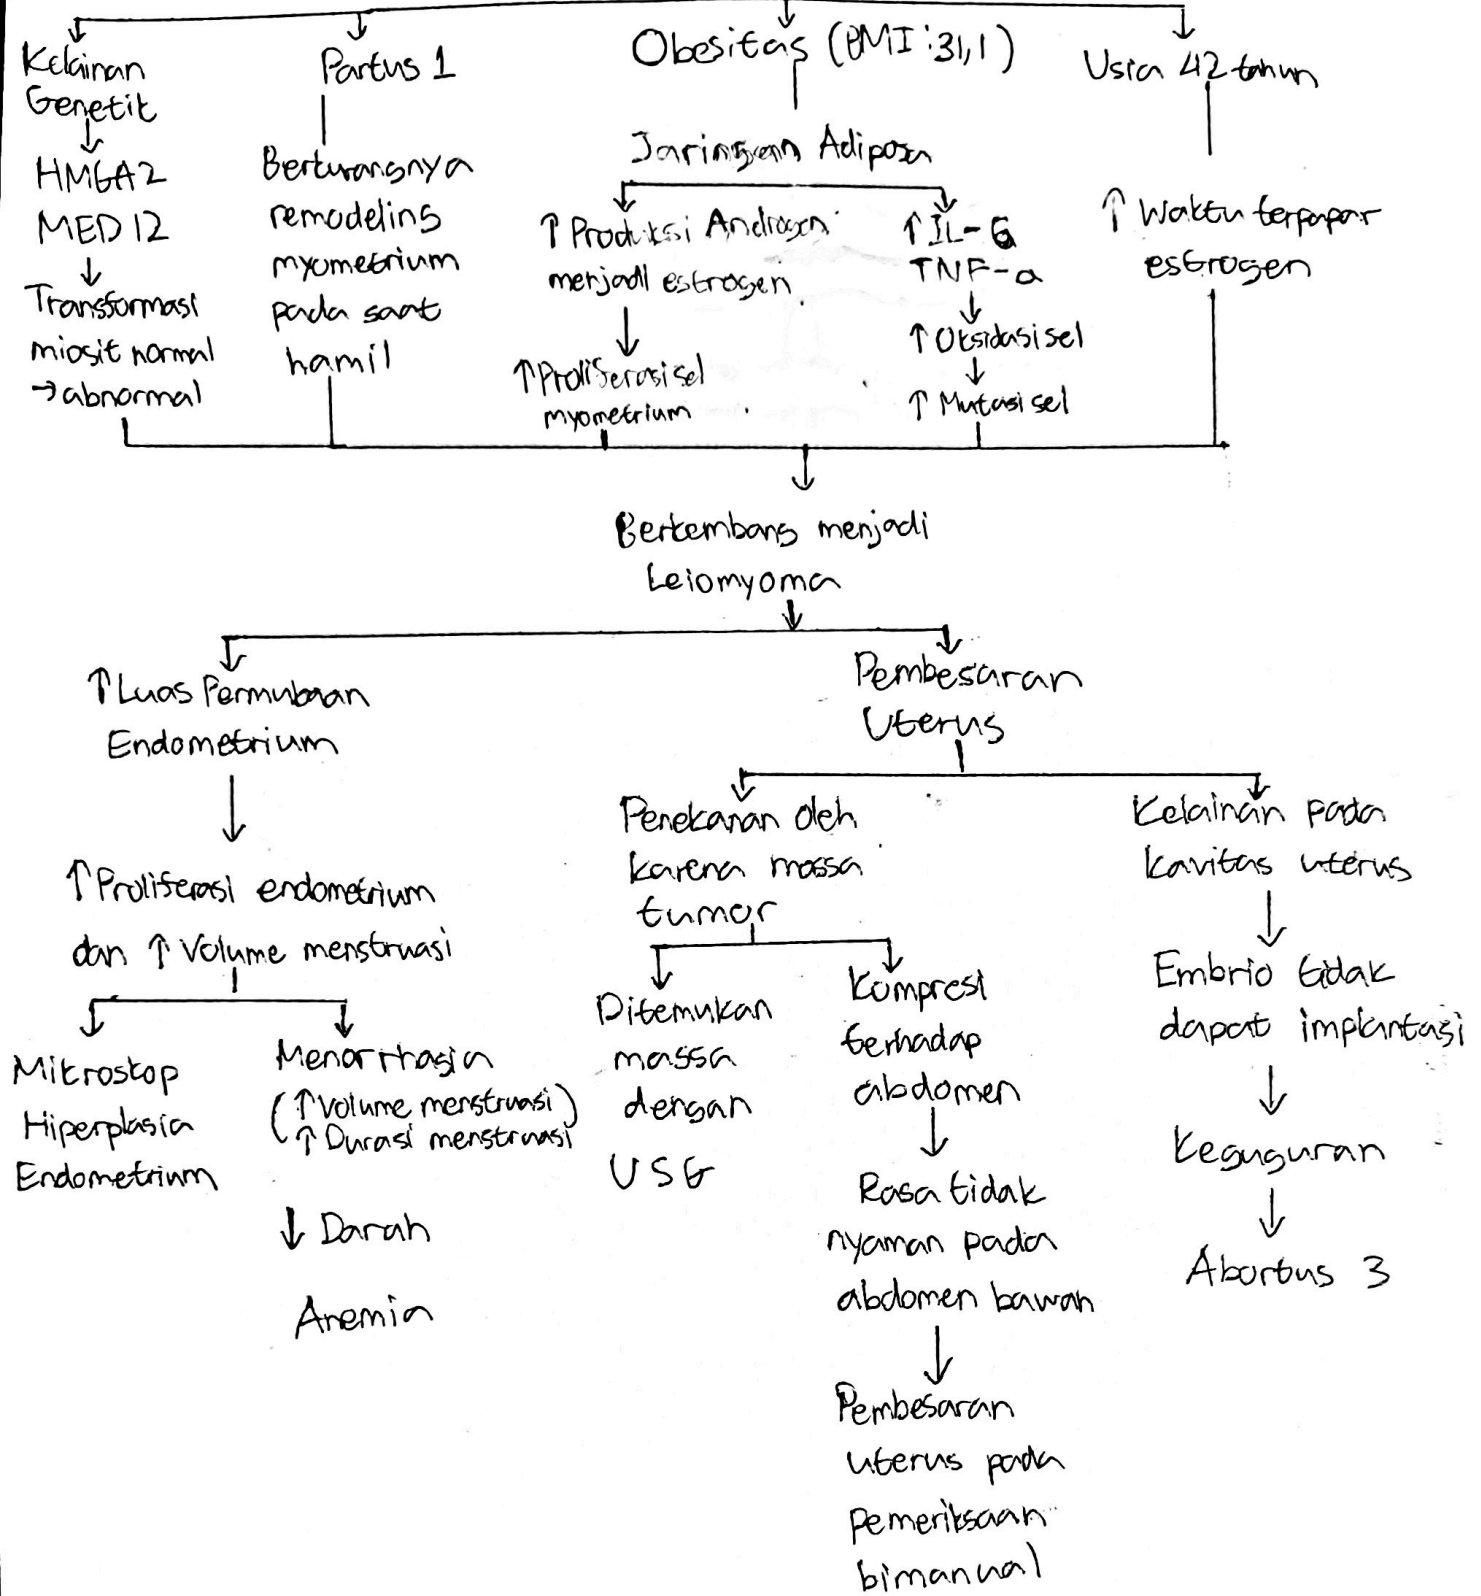 Kelainan
Genetik
HMGA2
MED12
Transformasi
miosit normal
→ abnormal
Partus 1
Berkurangnya
remodeling
myometrium
pada saat
hamil
Obesitas (BMI : 31,1)
Jaringan Adiposa
↑ Produksi Androgen
menjadi estrogen
↑ Proliferasi sel
myometrium
↑ IL-6
TNF-a
↑ Oksidasi sel
↑ Mutasi sel
Usia 42 tahun
↑ Waktu terpapar
estrogen
Berkembang menjadi
Leiomyoma
↑ Luas Permukaan
Endometrium
↑ Proliferasi endometrium
dan ↑ Volume menstruasi
Mikroskop
Hiperplasia
Endometrium
Menorrhagia
(↑ Volume menstruasi)
↑ Durasi menstruasi
↓ Darah
Anemia
Pembesaran
Uterus
Penekanan oleh
karena massa
tumor
Ditemukan
massa
dengan
USG
Kompresi
terhadap
abdomen
Rasa tidak
nyaman pada
abdomen bawah
Pembesaran
uterus pada
pemeriksaan
bimanual
Kelainan pada
kavitas uterus
Embrio tidak
dapat implantasi
Keguguran
Abortus 3